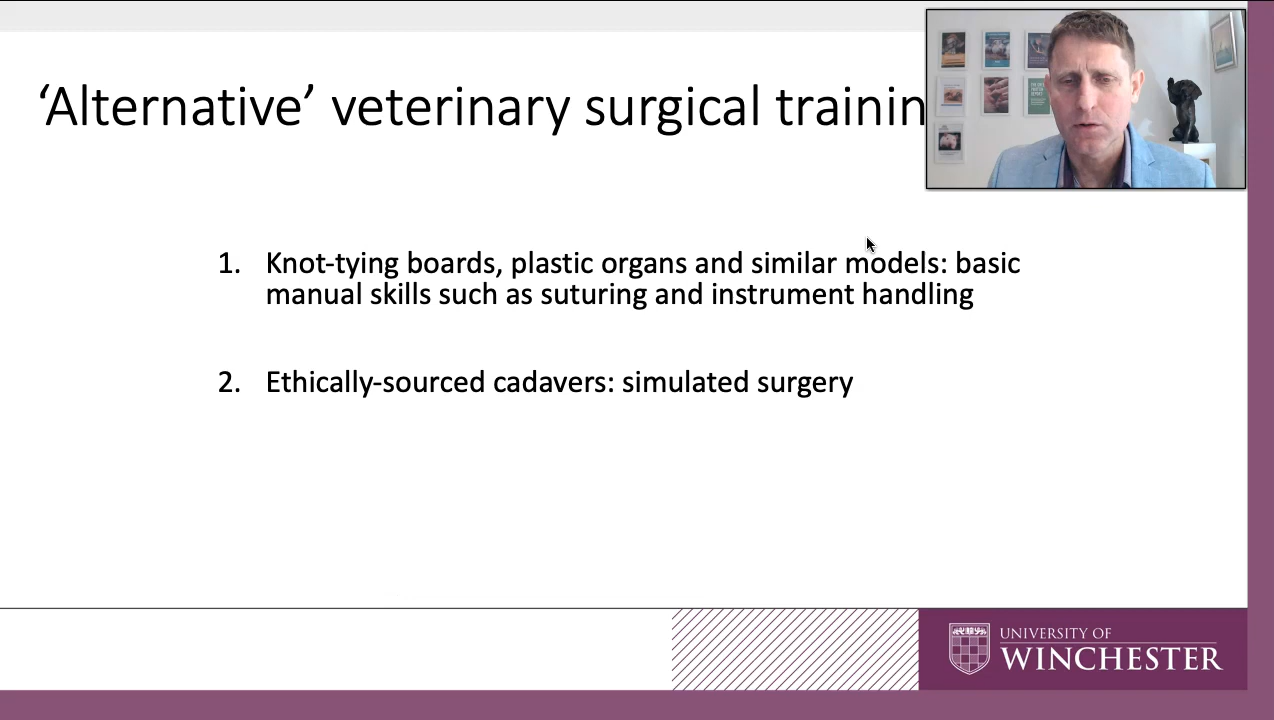 ‘Alternative’ veterinary surgical trainin
1. Knot-tying boards, plastic organs and similar models: basic
manual skills such as suturing and instrument handling
2. Ethically-sourced cadavers: simulated surgery
UNIVERSITY OF
WINCHESTER